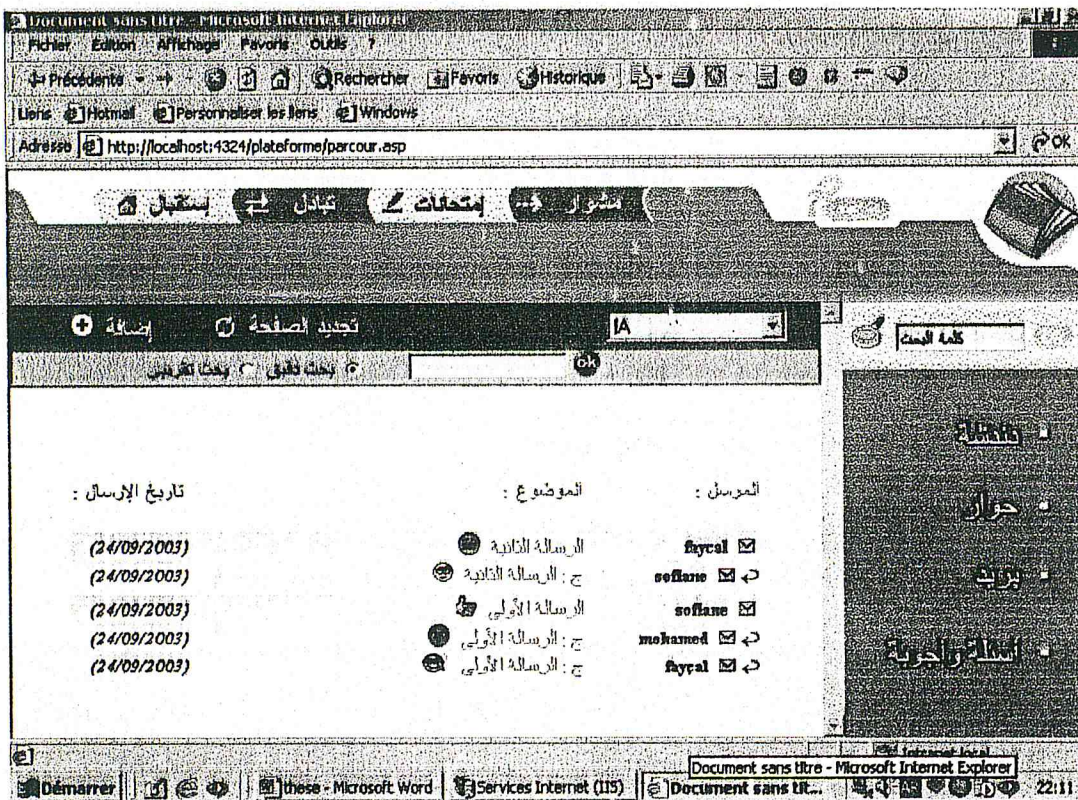 Document sans titre - Microsoft Internet Explorer
Fichier Edition Affichage Favoris Outils ?
Précédente Rechercher Favoris Historique
Liens Hotmail Personnaliser les liens Windows
Adresse http://localhost:4324/plateforme/parcour.asp OK
مشوار إمتحانات تبادل إستقبال
IA تجديد الصفحة إضافة
ok بحث دقيق بحث تقريبي
كلمة البحث
حوار
بريد
اسئلة واجوبة
المرسل : الموضوع : تاريخ الإرسال :
fayçal الرسالة الثانية (24/09/2003)
sofiane ج : الرسالة الثانية (24/09/2003)
sofiane الرسالة الأولى (24/09/2003)
mohamed ج : الرسالة الأولى (24/09/2003)
fayçal ج : الرسالة الأولى (24/09/2003)
Intranet local
Document sans titre - Microsoft Internet Explorer
Démarrer these - Microsoft Word Services Internet (IIS) Document sans tit... 22:11